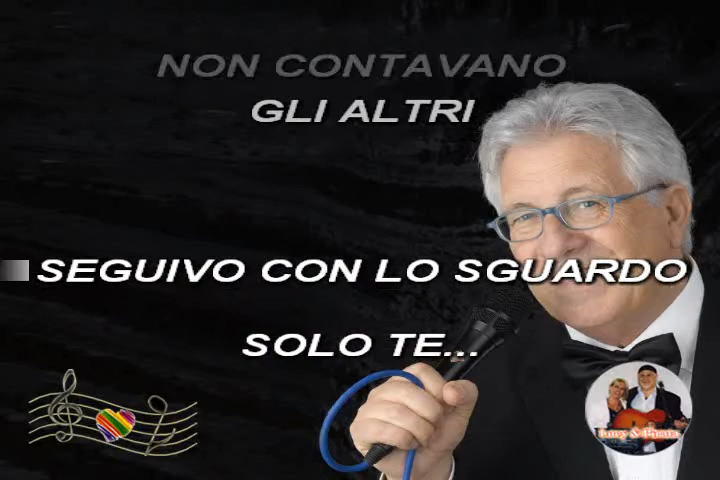 NON CONTAVANO
GLI ALTRI
SEGUIVO CON LO SGUARDO
SOLO TE...